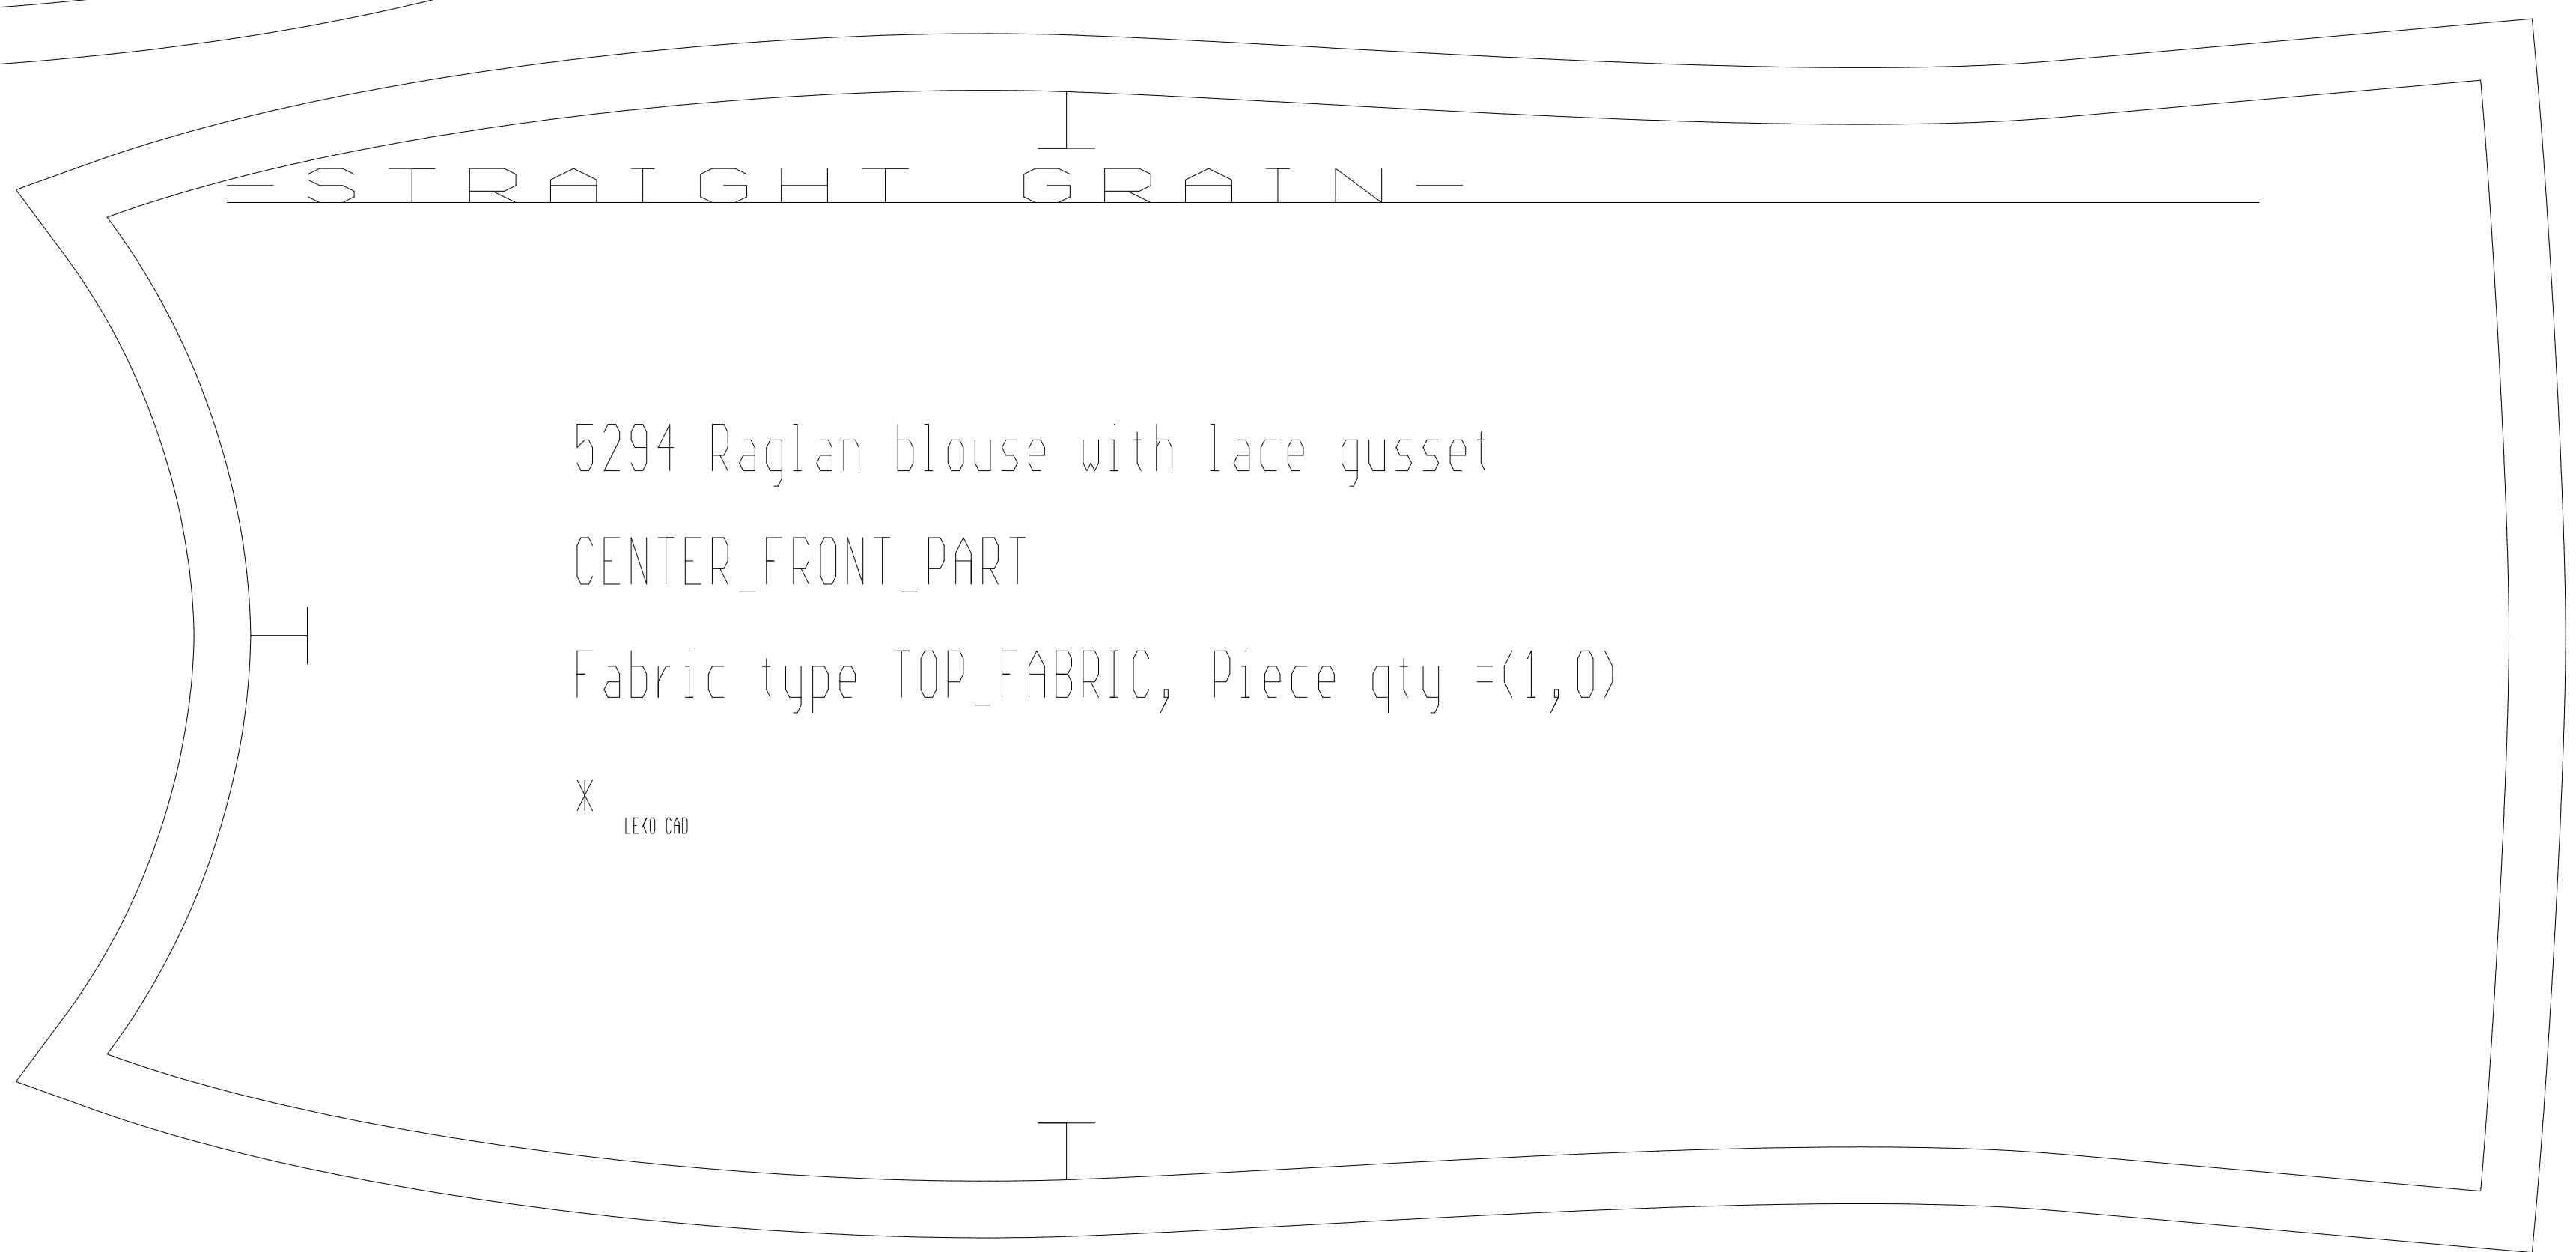 -STRAIGHT GRAIN-
5294 Raglan blouse with lace gusset
CENTER_FRONT_PART
Fabric type TOP_FABRIC, Piece qty =(1,0)
*
LEKO CAD